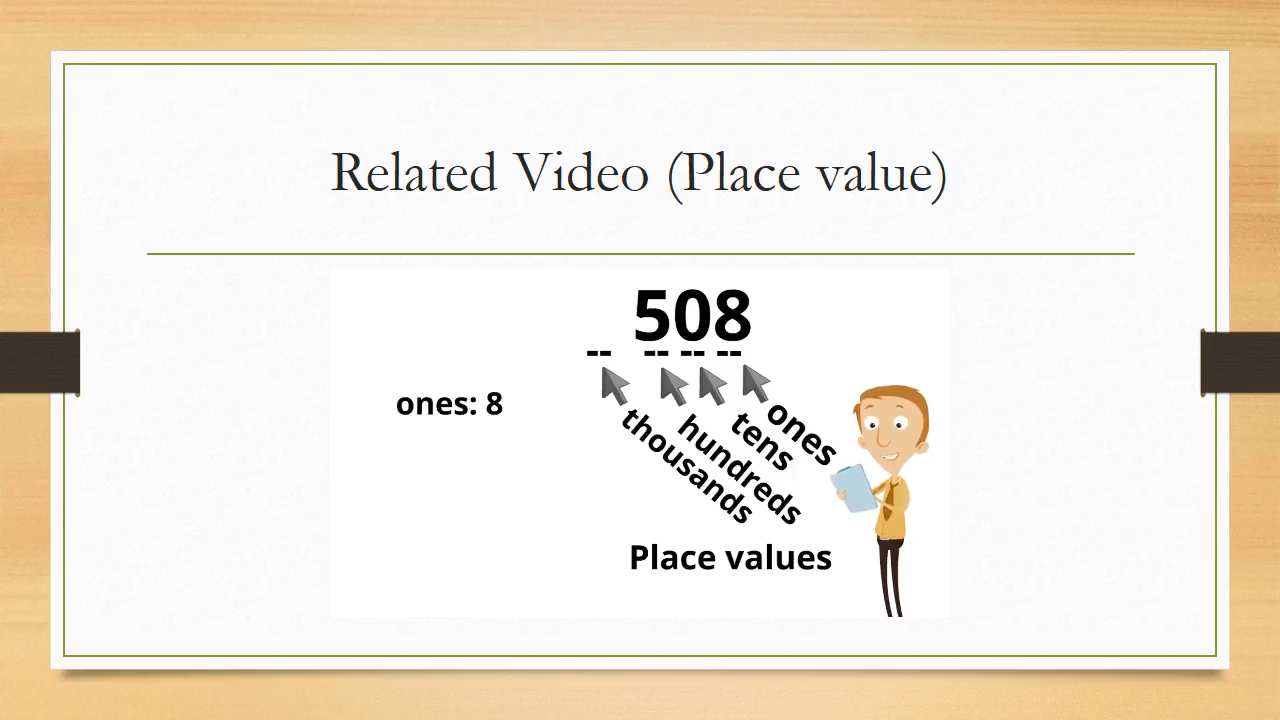 Related Video (Place value)
508
-- -- -- --
ones: 8
thousands
hundreds
tens
ones
Place values